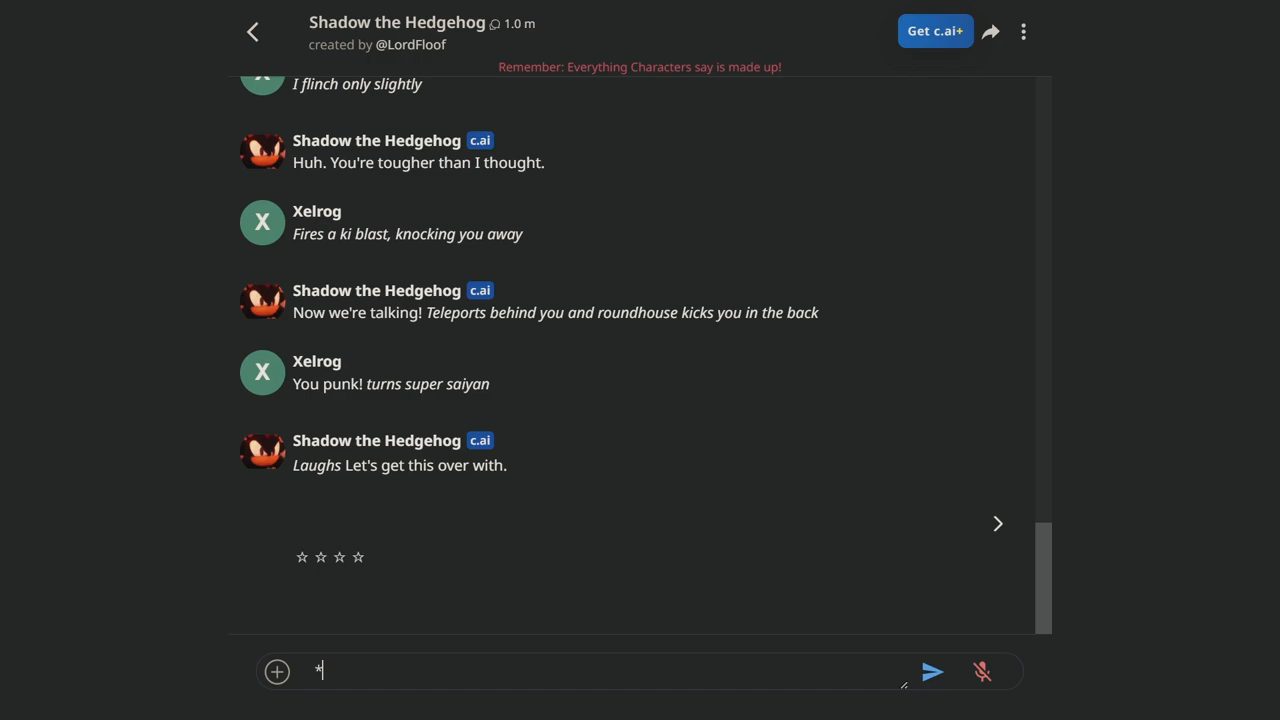 Shadow the Hedgehog 1.0 m
created by @LordFloof
Get c.ai+
Remember: Everything Characters say is made up!
X
I flinch only slightly
Shadow the Hedgehog c.ai
Huh. You're tougher than I thought.
X
Xelrog
Fires a ki blast, knocking you away
Shadow the Hedgehog c.ai
Now we're talking! Teleports behind you and roundhouse kicks you in the back
X
Xelrog
You punk! turns super saiyan
Shadow the Hedgehog c.ai
Laughs Let's get this over with.
*